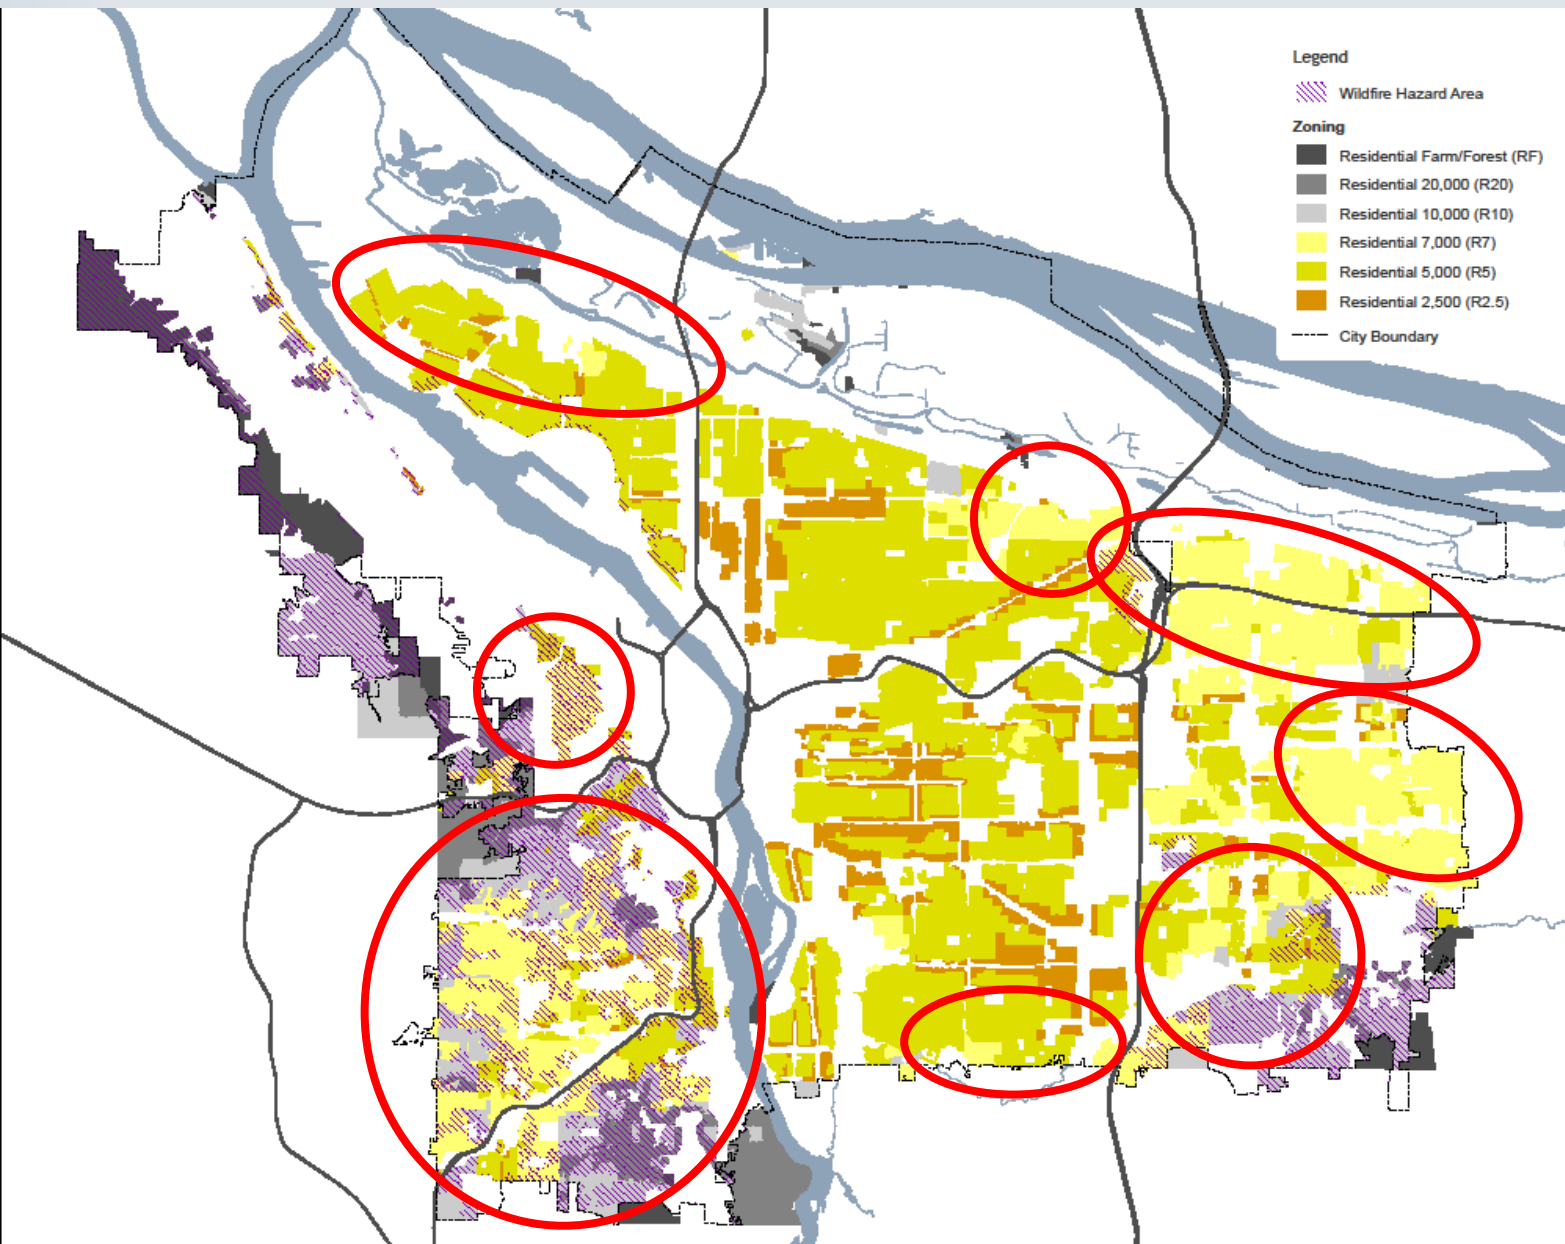 Legend
Wildfire Hazard Area
Zoning
Residential Farm/Forest (RF)
Residential 20,000 (R20)
Residential 10,000 (R10)
Residential 7,000 (R7)
Residential 5,000 (R5)
Residential 2,500 (R2.5)
City Boundary